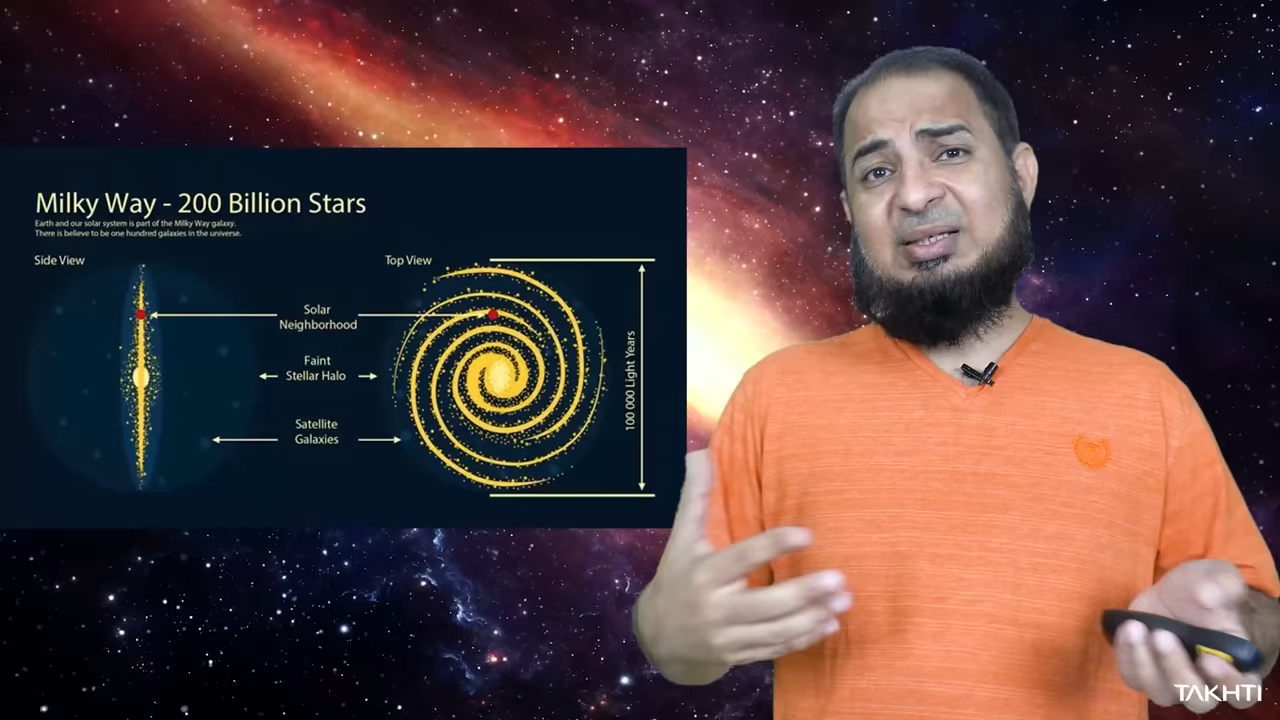 Milky Way - 200 Billion Stars
Earth and our solar system is part of the Milky Way galaxy.
There is believe to be one hundred galaxies in the universe.
Side View
Top View
Solar
Neighborhood
Faint
Stellar Halo
Satellite
Galaxies
100 000 Light Years
TAKHTI